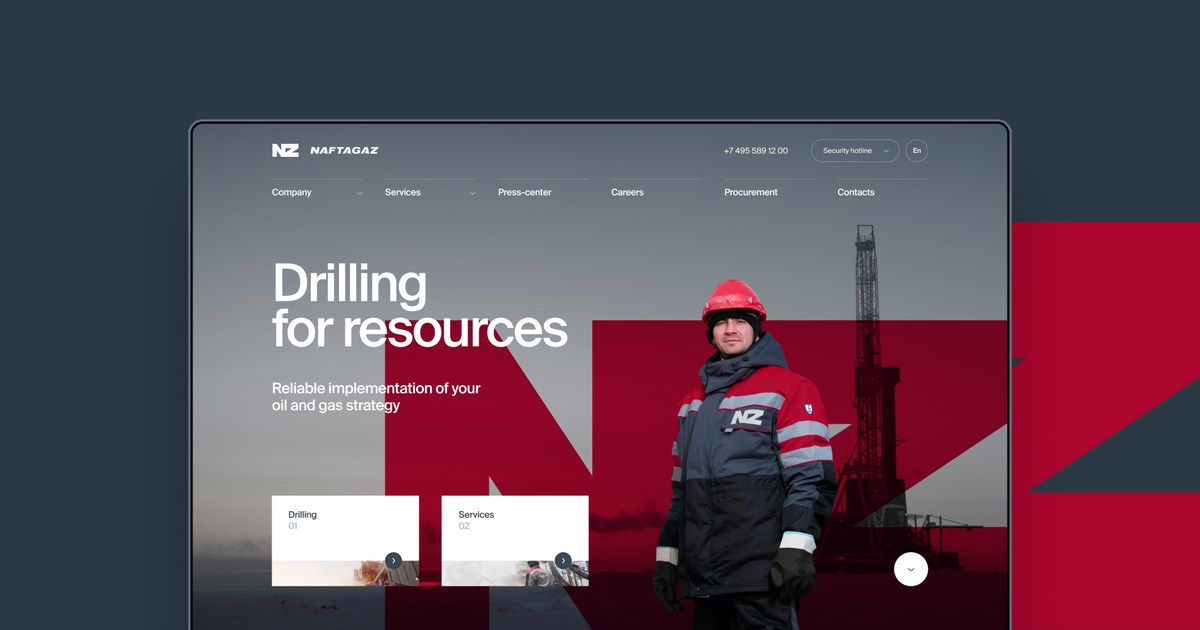 NZ NAFTAGAZ
+7 495 589 12 00
Security hotline
En
Company
Services
Press-center
Careers
Procurement
Contacts
Drilling
for resources
Reliable implementation of your
oil and gas strategy
NZ
Drilling
01
Services
02